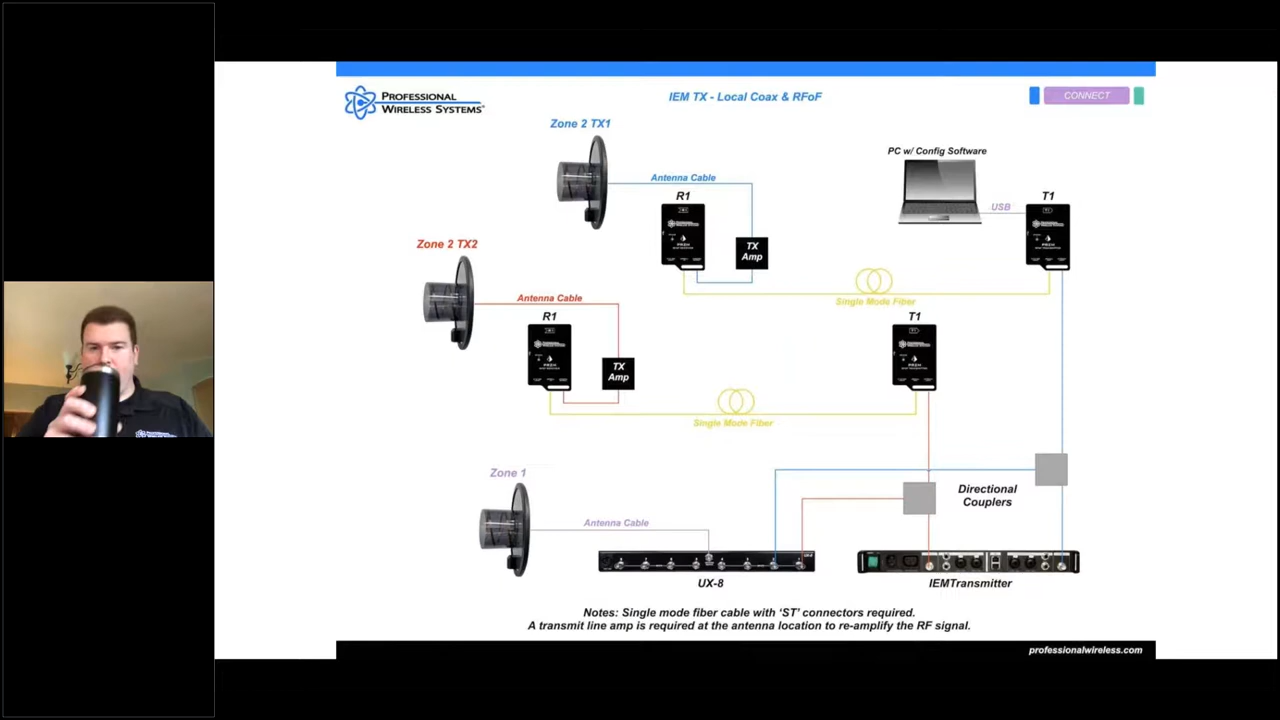 PROFESSIONAL
WIRELESS SYSTEMS
IEM TX - Local Coax & RFoF
CONNECT
Zone 2 TX1
PC w/ Config Software
Antenna Cable
R1
T1
USB
TX
Amp
Zone 2 TX2
Single Mode Fiber
Antenna Cable
R1
T1
TX
Amp
Single Mode Fiber
Zone 1
Directional
Couplers
Antenna Cable
UX-8
IEMTransmitter
Notes: Single mode fiber cable with ‘ST’ connectors required.
A transmit line amp is required at the antenna location to re-amplify the RF signal.
professionalwireless.com